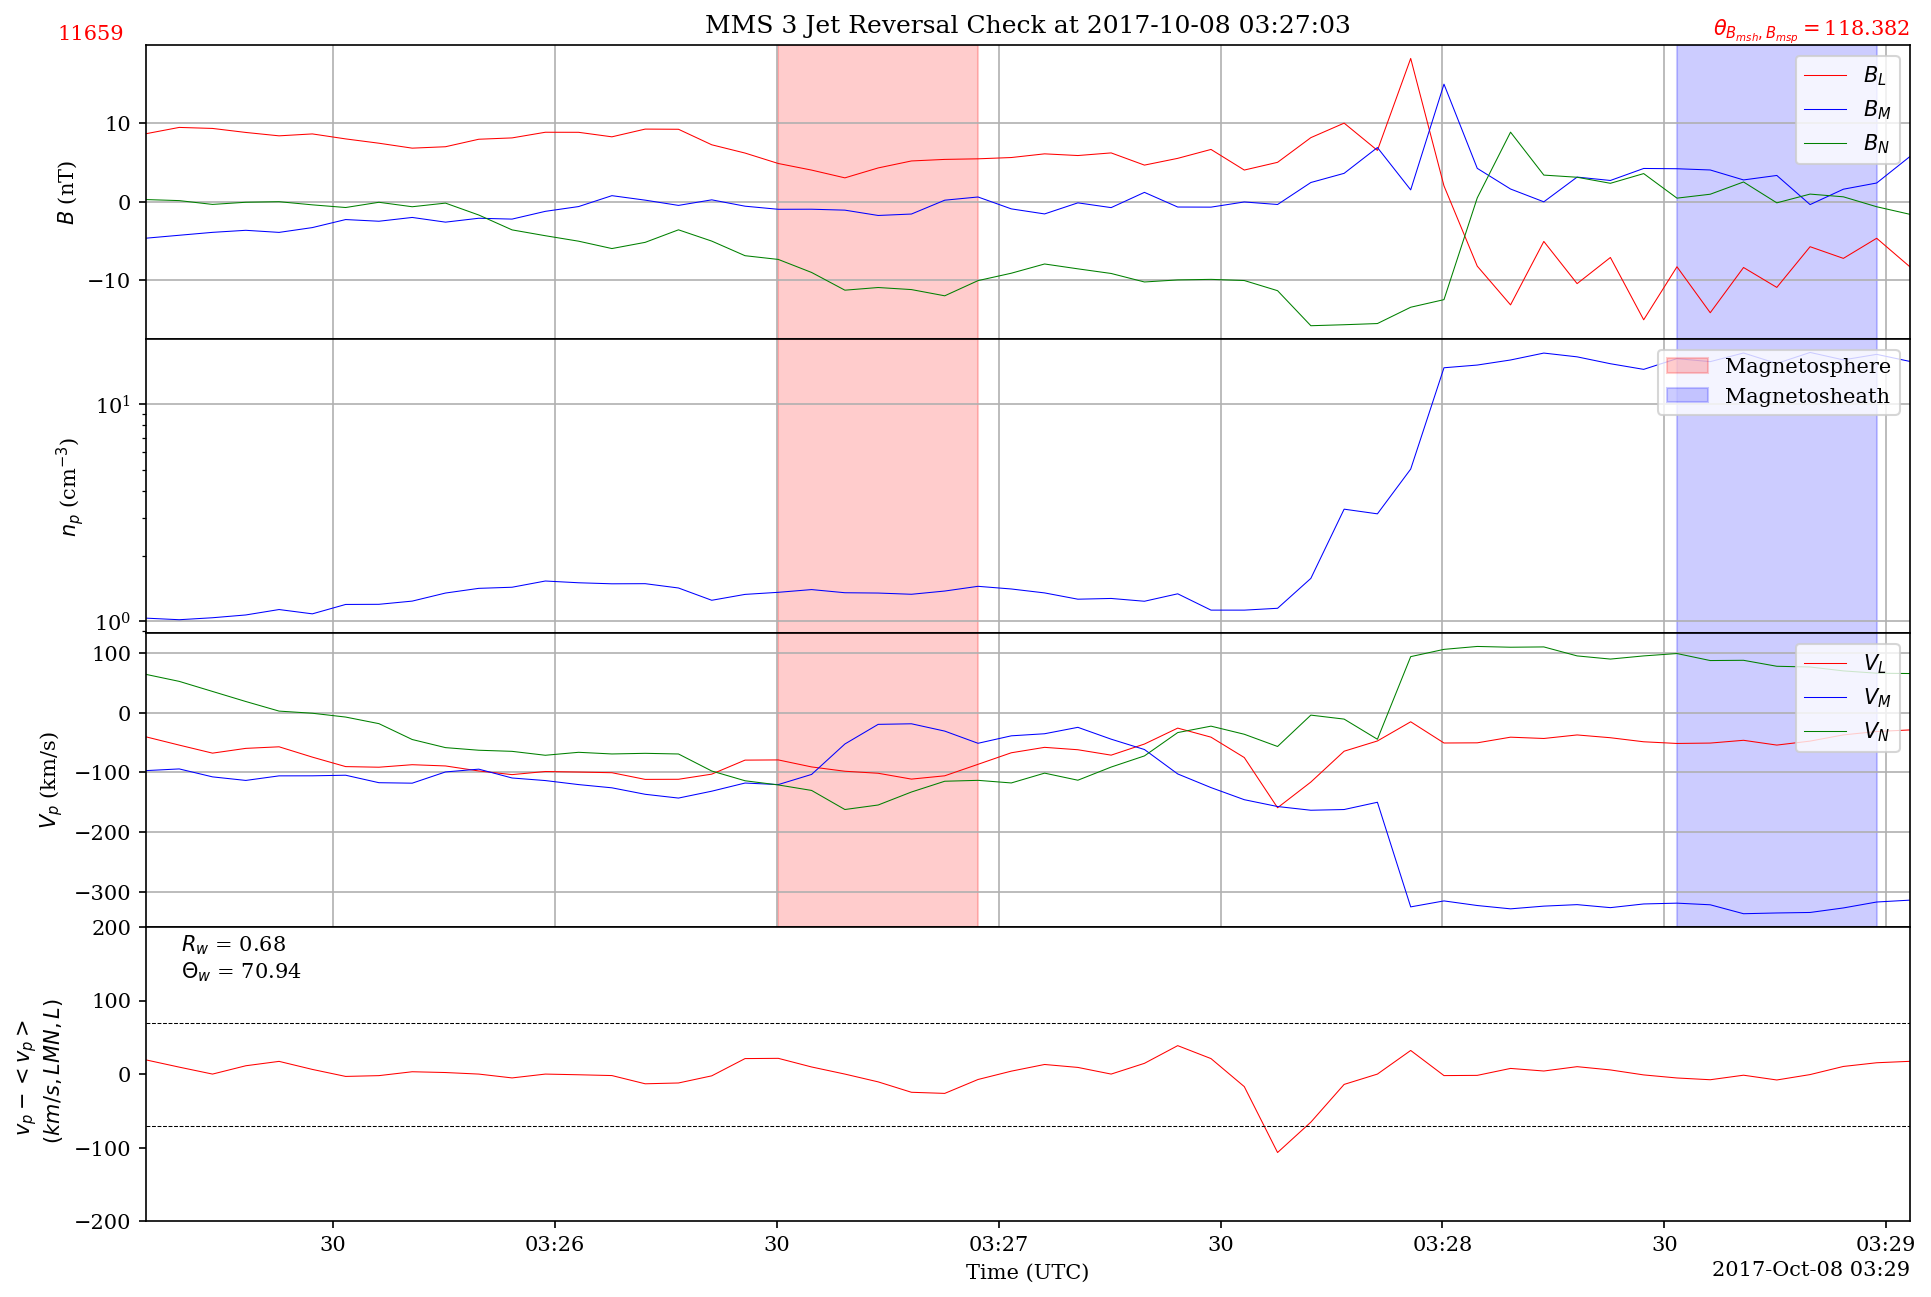 11659
MMS 3 Jet Reversal Check at 2017-10-08 03:27:03
θ_{B_{msh}, B_{msp}} = 118.382
B (nT)
10
0
−10
B_L
B_M
B_N
n_p (cm^{−3})
10^1
10^0
Magnetosphere
Magnetosheath
V_p (km/s)
100
0
−100
−200
−300
V_L
V_M
V_N
v_p − < v_p >
(km/s, LMN, L)
200
100
0
−100
−200
R_w = 0.68
Θ_w = 70.94
30 03:26 30 03:27 30 03:28 30 03:29
Time (UTC)
2017-Oct-08 03:29